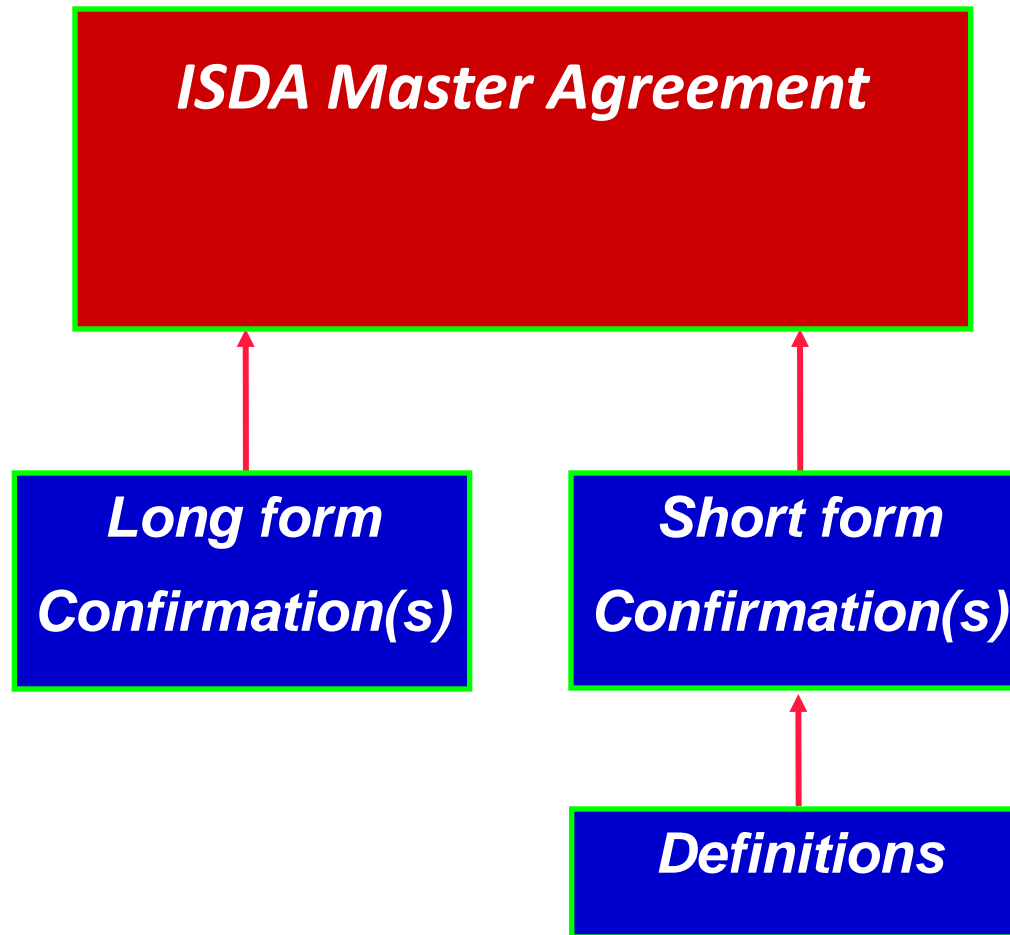 ISDA Master Agreement
Long form
Confirmation(s)
Short form
Confirmation(s)
Definitions